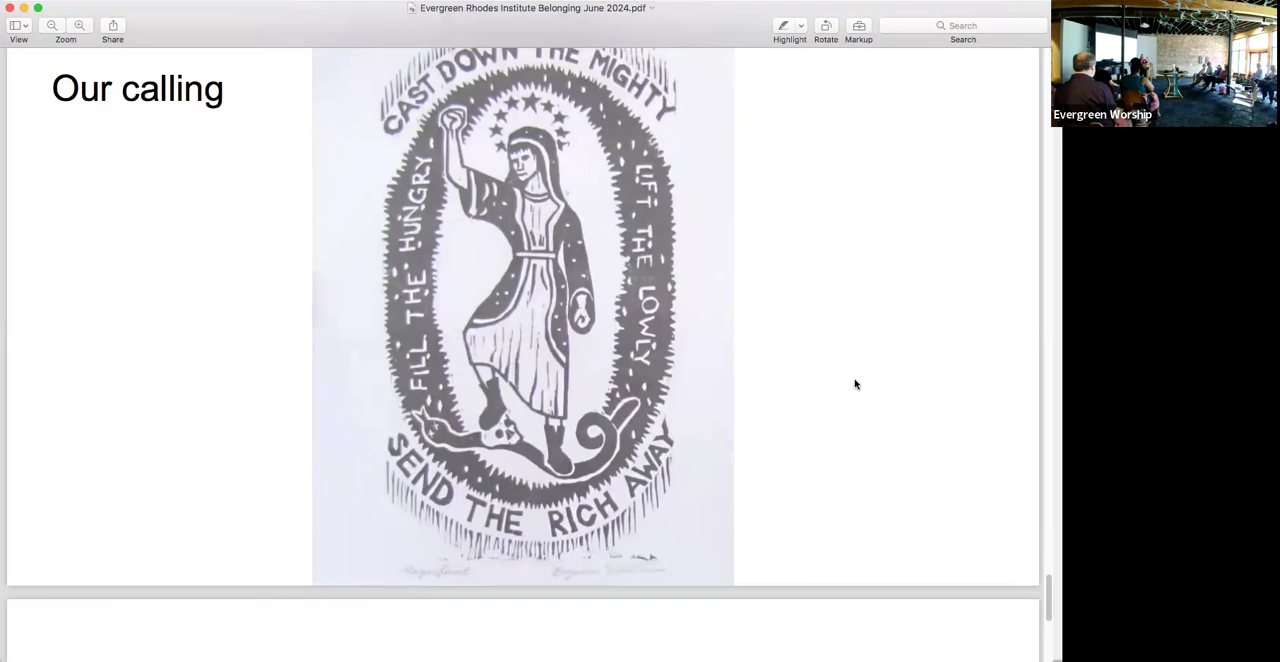 Evergreen Rhodes Institute Belonging June 2024.pdf
View
Zoom
Share
Highlight
Rotate
Markup
Search
Search
Our calling
CAST DOWN THE MIGHTY
FILL THE HUNGRY
LIFT THE LOWLY
SEND THE RICH AWAY
Magnificat
Evergreen Worship